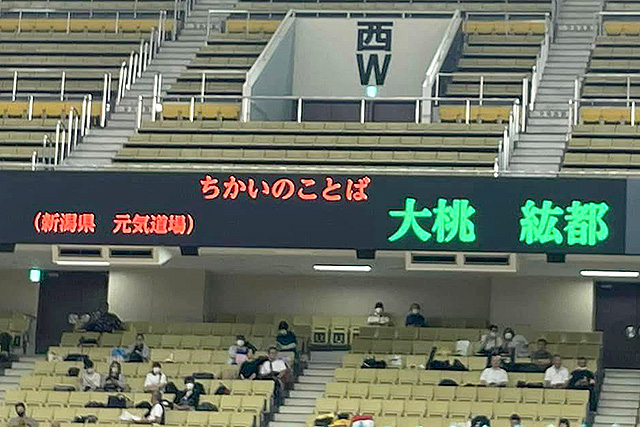 西
W
ちかいのことば
(新潟県 元気道場)
大桃 紘都